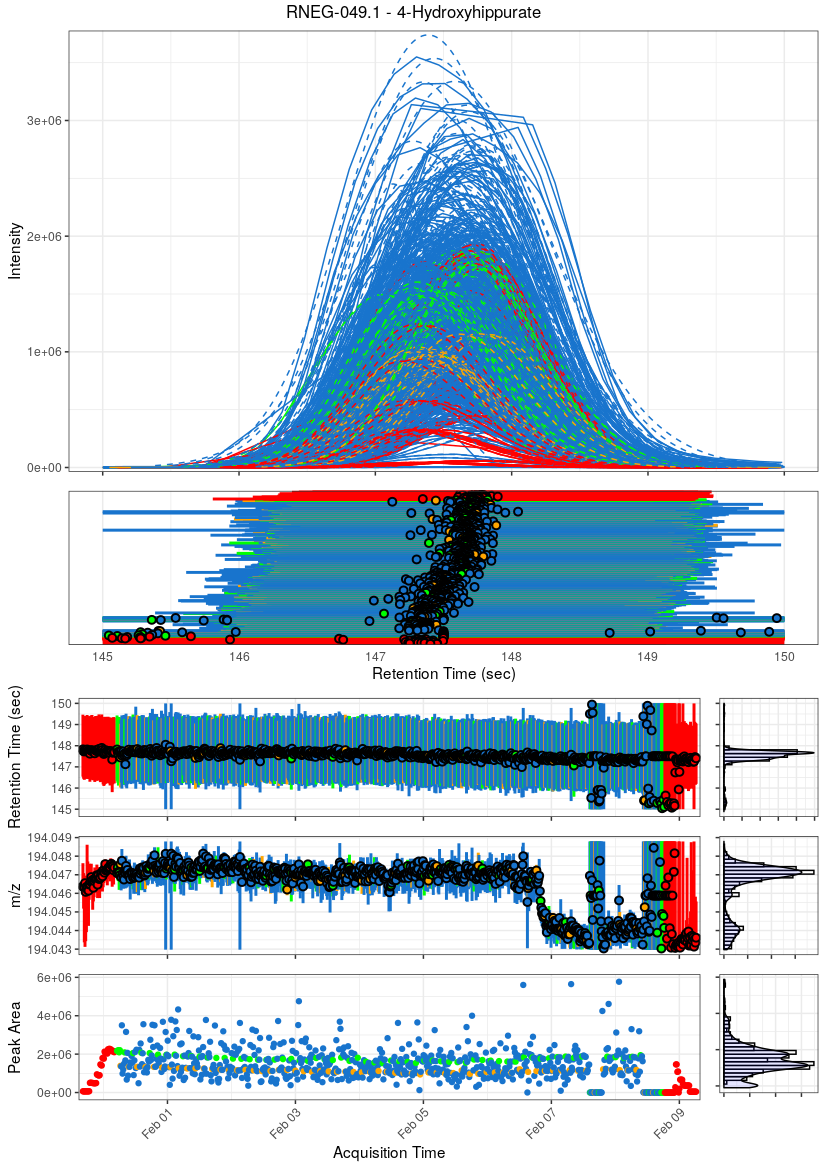 RNEG-049.1 - 4-Hydroxyhippurate
Intensity
3e+06
2e+06
1e+06
0e+00
145 146 147 148 149 150
Retention Time (sec)
Retention Time (sec)
150
149
148
147
146
145
m/z
194.049
194.048
194.047
194.046
194.045
194.044
194.043
Peak Area
6e+06
4e+06
2e+06
0e+00
Feb 01 Feb 03 Feb 05 Feb 07 Feb 09
Acquisition Time